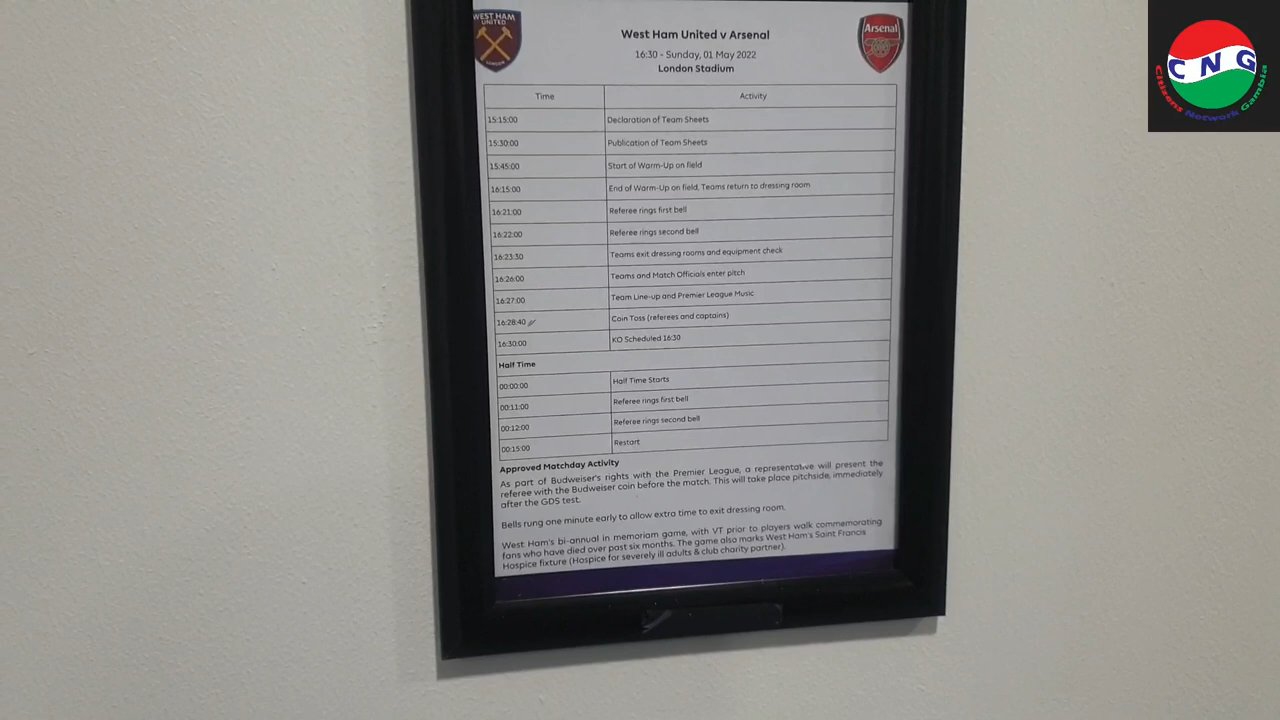 WEST HAM
UNITED
LONDON
West Ham United v Arsenal
16:30 - Sunday, 01 May 2022
London Stadium
Arsenal
CNG
Citizens Network Gambia
Time Activity
15:15:00 Declaration of Team Sheets
15:30:00 Publication of Team Sheets
15:45:00 Start of Warm-Up on field
16:15:00 End of Warm-Up on field, Teams return to dressing room
16:21:00 Referee rings first bell
16:22:00 Referee rings second bell
16:23:30 Teams exit dressing rooms and equipment check
16:26:00 Teams and Match Officials enter pitch
16:27:00 Team Line-up and Premier League Music
16:28:40 Coin Toss (referees and captains)
16:30:00 KO Scheduled 16:30
Half Time
00:00:00 Half Time Starts
00:11:00 Referee rings first bell
00:12:00 Referee rings second bell
00:15:00 Restart
Approved Matchday Activity
As part of Budweiser's rights with the Premier League, a representative will present the
referee with the Budweiser coin before the match. This will take place pitchside, immediately
after the GDS test.
Bells rung one minute early to allow extra time to exit dressing room.
West Ham's bi-annual in memoriam game, with VT prior to players walk commemorating
fans who have died over past six months. The game also marks West Ham's Saint Francis
Hospice fixture (Hospice for severely ill adults & club charity partner).